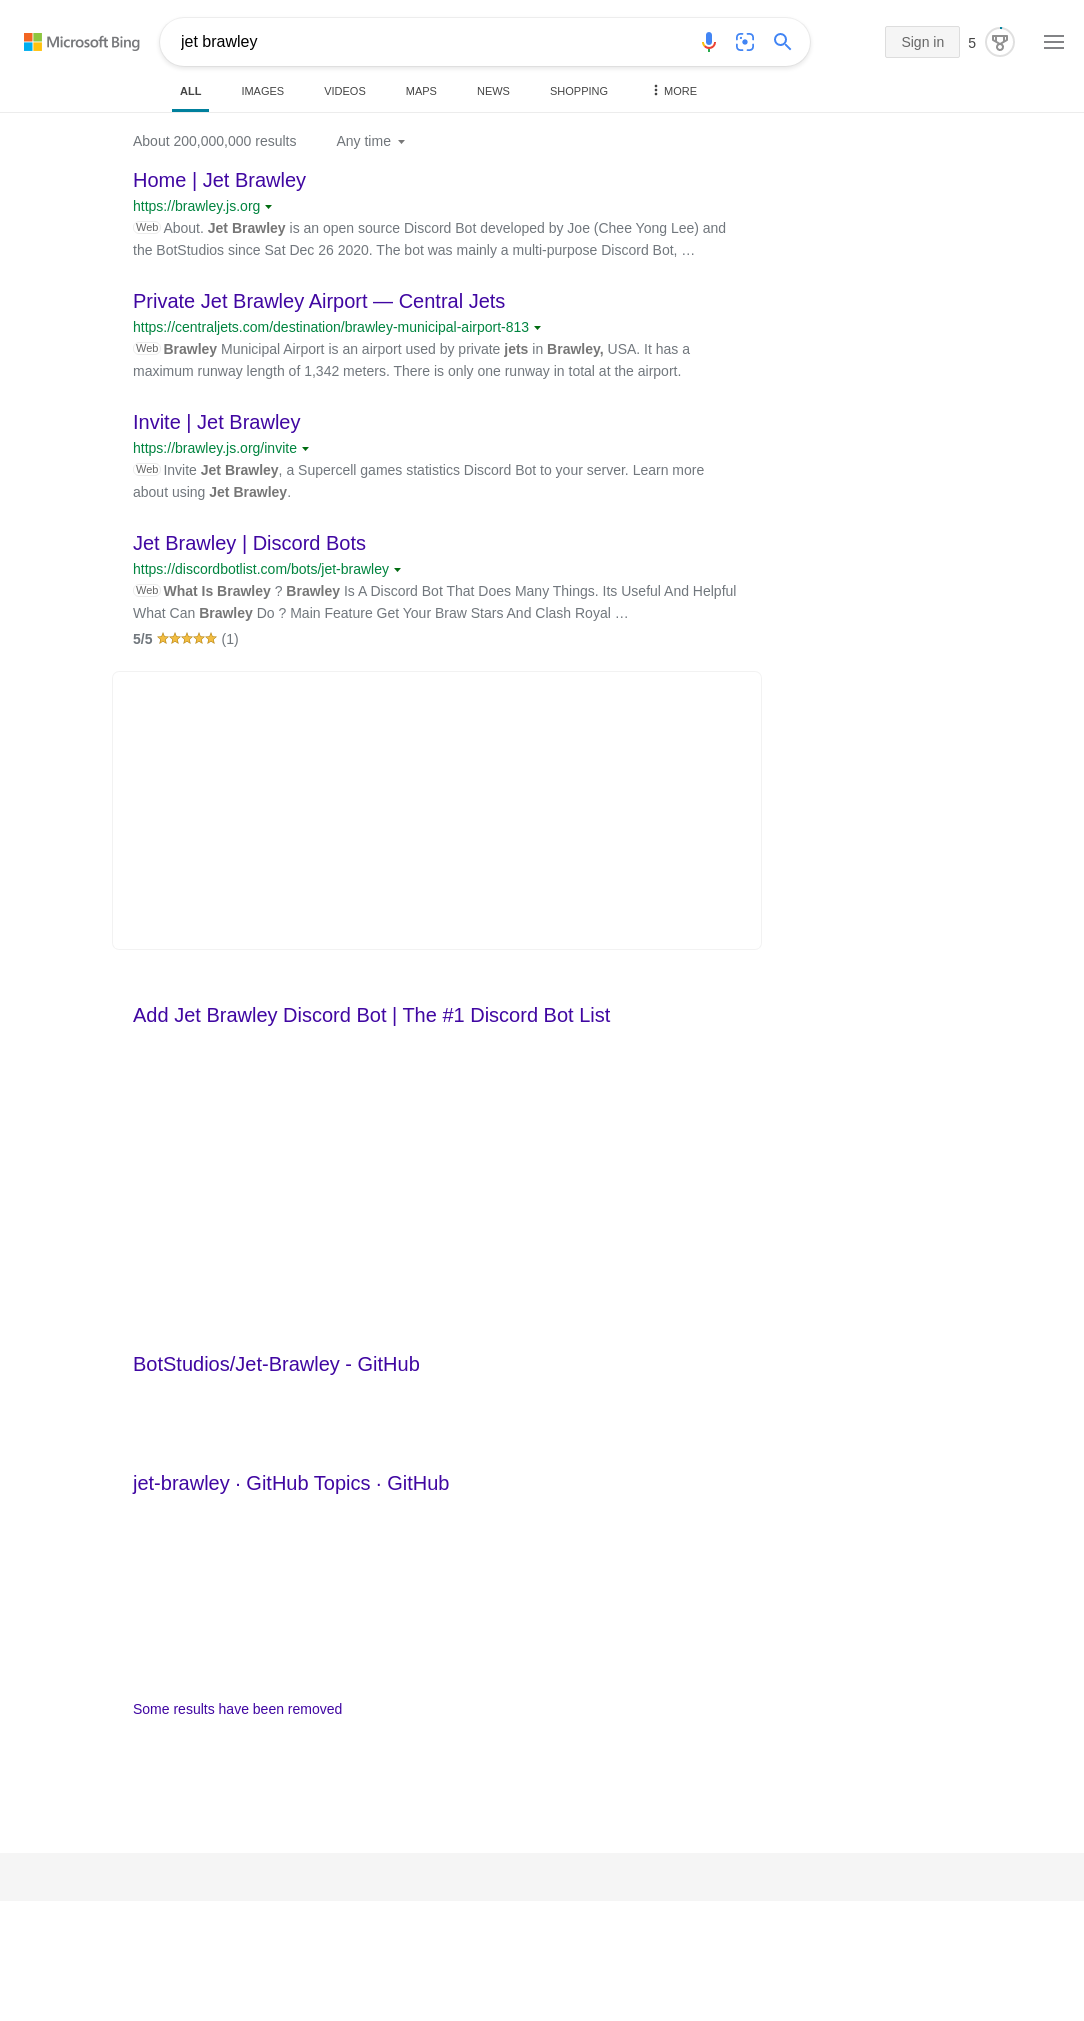 Microsoft Bing
jet brawley
Sign in
5
ALL
IMAGES
VIDEOS
MAPS
NEWS
SHOPPING
MORE
About 200,000,000 results
Any time
Home | Jet Brawley
https://brawley.js.org
Web About. Jet Brawley is an open source Discord Bot developed by Joe (Chee Yong Lee) and
the BotStudios since Sat Dec 26 2020. The bot was mainly a multi-purpose Discord Bot, …
Private Jet Brawley Airport — Central Jets
https://centraljets.com/destination/brawley-municipal-airport-813
Web Brawley Municipal Airport is an airport used by private jets in Brawley, USA. It has a
maximum runway length of 1,342 meters. There is only one runway in total at the airport.
Invite | Jet Brawley
https://brawley.js.org/invite
Web Invite Jet Brawley, a Supercell games statistics Discord Bot to your server. Learn more
about using Jet Brawley.
Jet Brawley | Discord Bots
https://discordbotlist.com/bots/jet-brawley
Web What Is Brawley ? Brawley Is A Discord Bot That Does Many Things. Its Useful And Helpful
What Can Brawley Do ? Main Feature Get Your Braw Stars And Clash Royal …
5/5 (1)
Add Jet Brawley Discord Bot | The #1 Discord Bot List
BotStudios/Jet-Brawley - GitHub
jet-brawley · GitHub Topics · GitHub
Some results have been removed